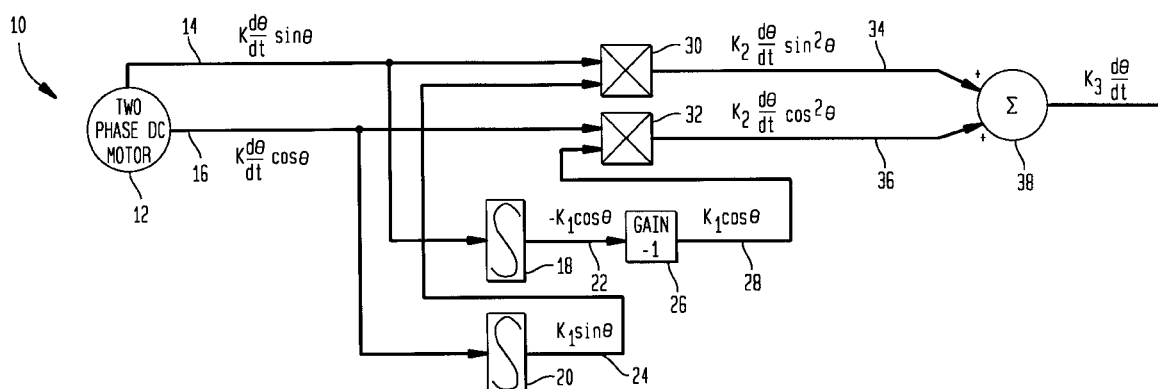 10
14
K dθ/dt sinθ
30
K₂ dθ/dt sin²θ
34
TWO
PHASE DC
MOTOR
12
16
K dθ/dt cosθ
32
K₂ dθ/dt cos²θ
36
+
+
Σ
38
K₃ dθ/dt
∫
18
-K₁cosθ
22
GAIN
-1
26
K₁cosθ
28
∫
20
K₁sinθ
24